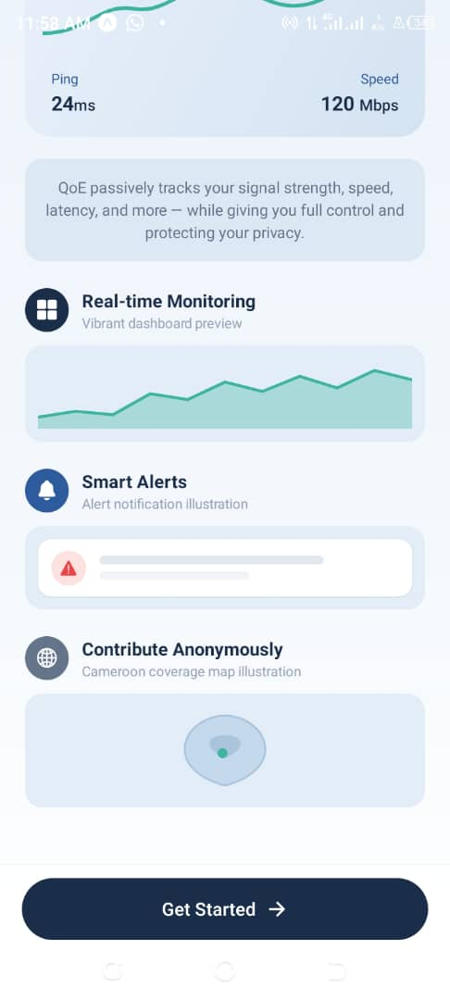 11:58 AM
4G
Ping
Speed
24ms
120 Mbps
QoE passively tracks your signal strength, speed,
latency, and more — while giving you full control and
protecting your privacy.
Real-time Monitoring
Vibrant dashboard preview
Smart Alerts
Alert notification illustration
Contribute Anonymously
Cameroon coverage map illustration
Get Started →